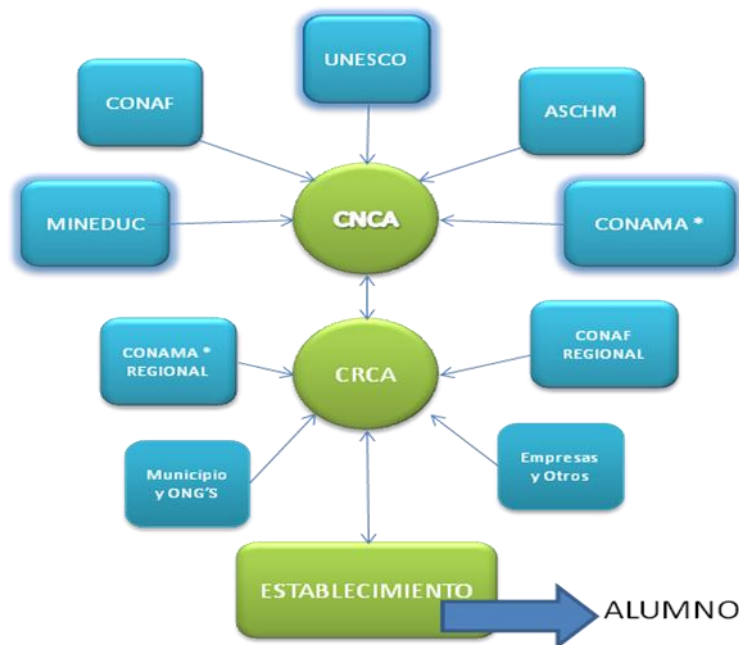 UNESCO
CONAF
ASCHM
MINEDUC
CNCA
CONAMA *
CONAMA *
REGIONAL
CRCA
CONAF
REGIONAL
Municipio
y ONG'S
Empresas
y Otros
ESTABLECIMIENTO
ALUMNO